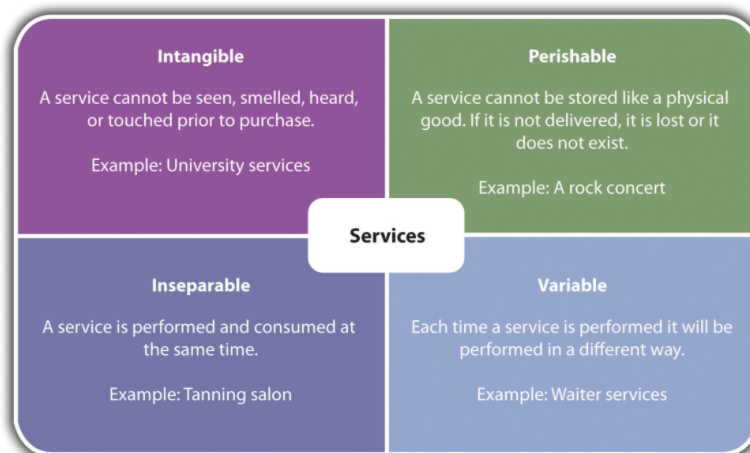 Intangible
A service cannot be seen, smelled, heard,
or touched prior to purchase.
Example: University services
Perishable
A service cannot be stored like a physical
good. If it is not delivered, it is lost or it
does not exist.
Example: A rock concert
Services
Inseparable
A service is performed and consumed at
the same time.
Example: Tanning salon
Variable
Each time a service is performed it will be
performed in a different way.
Example: Waiter services